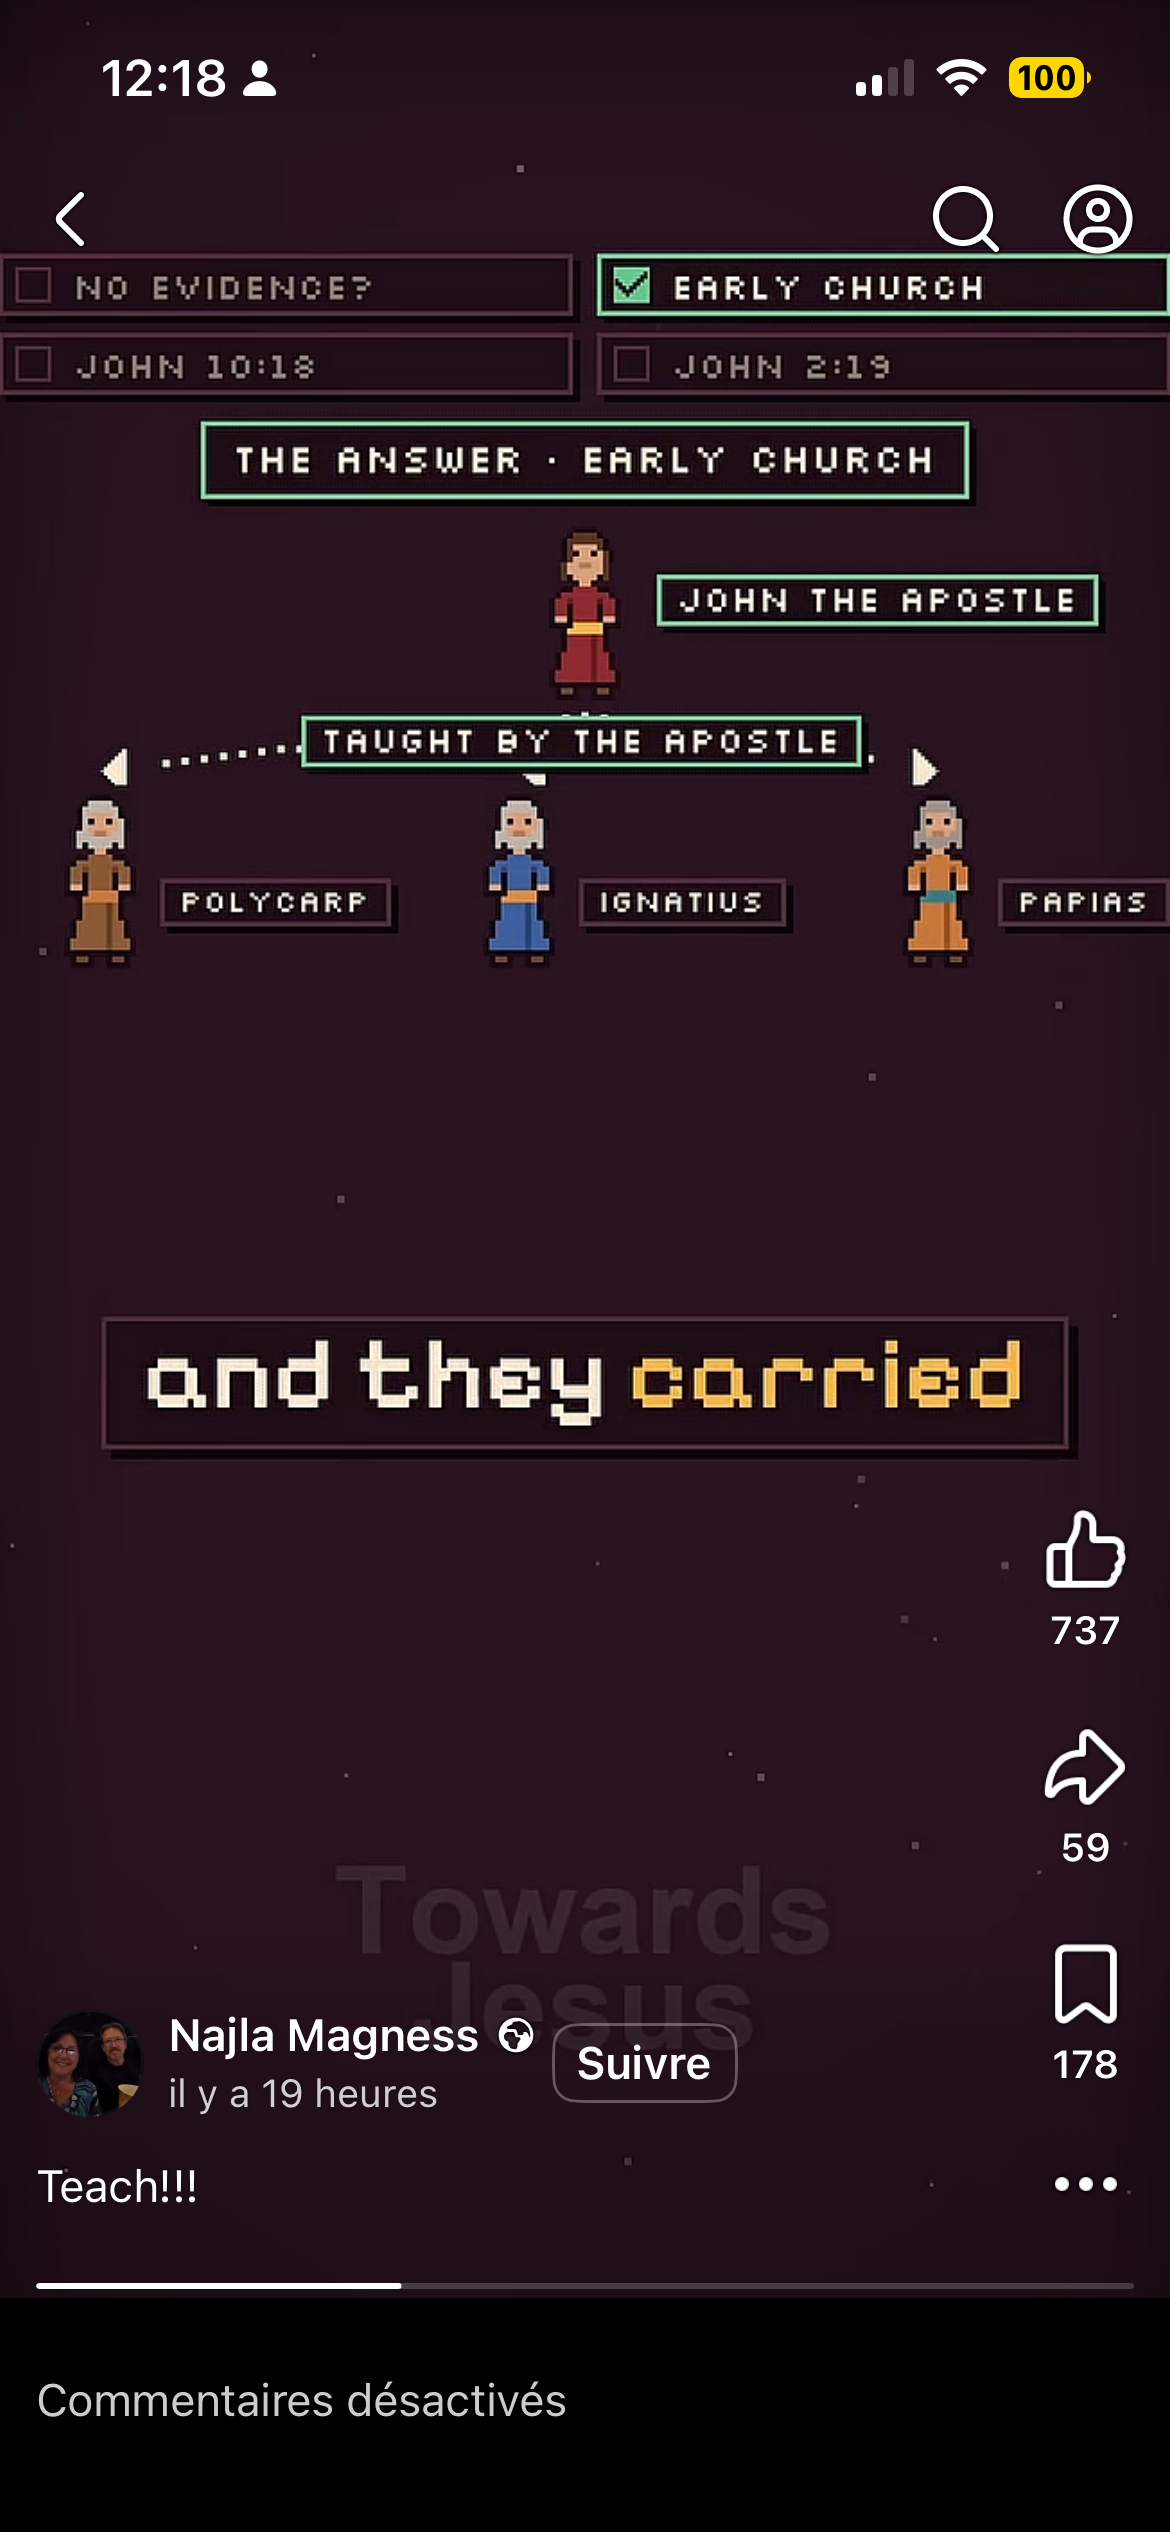 12:18
100
NO EVIDENCE?
EARLY CHURCH
JOHN 10:18
JOHN 2:19
THE ANSWER · EARLY CHURCH
JOHN THE APOSTLE
TAUGHT BY THE APOSTLE
POLYCARP
IGNATIUS
PAPIAS
and they carried
737
59
Towards
Jesus
178
Najla Magness
Suivre
il y a 19 heures
Teach!!!
Commentaires désactivés